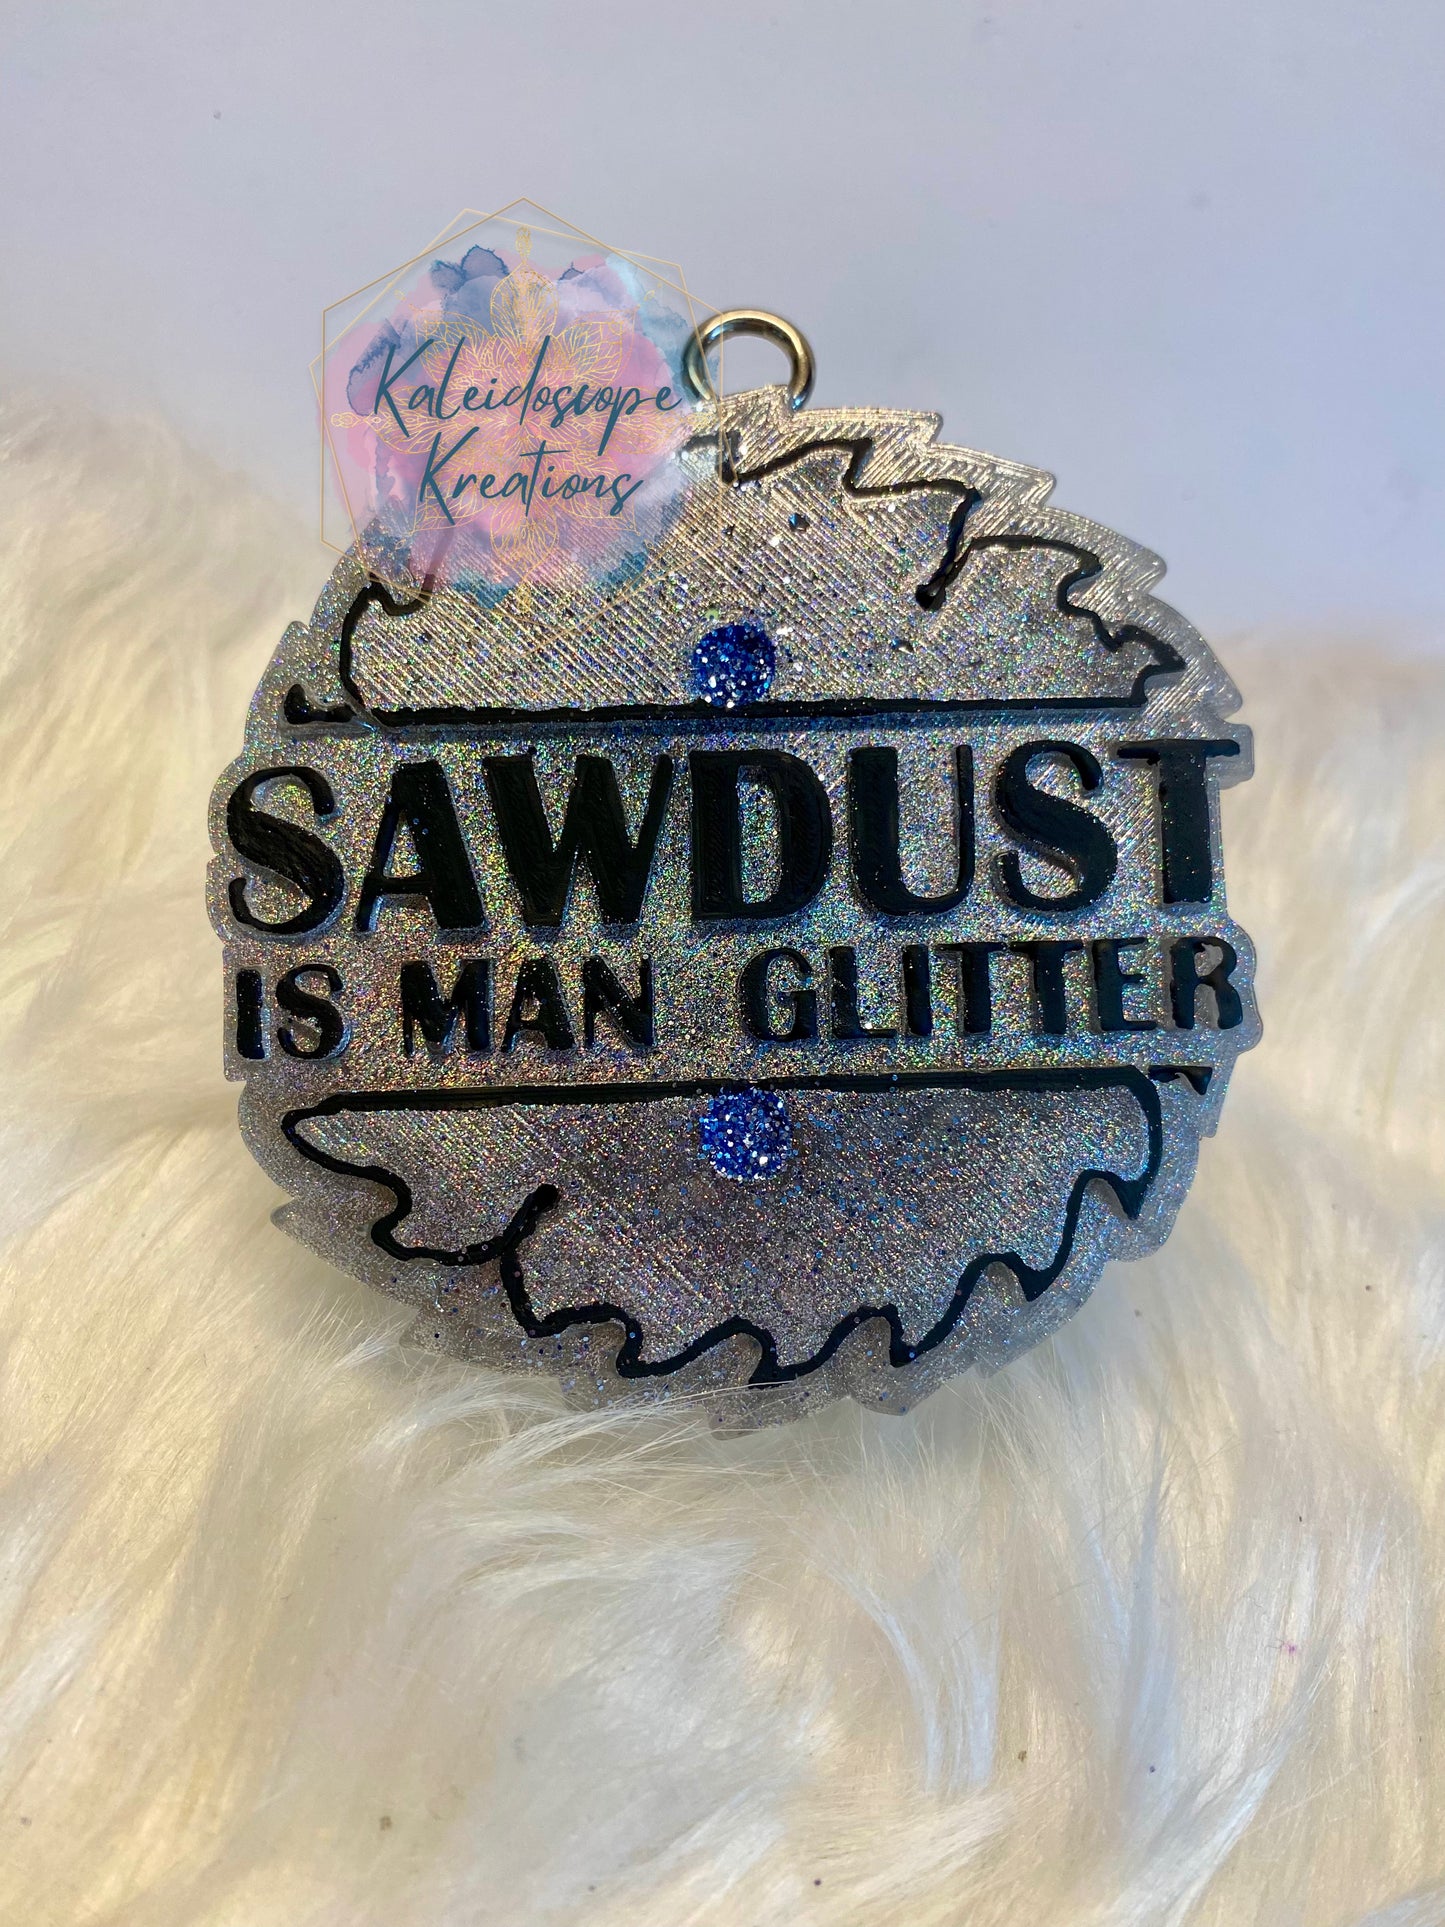 Kaleidoscope
Kreations
SAWDUST
IS MAN GLITTER